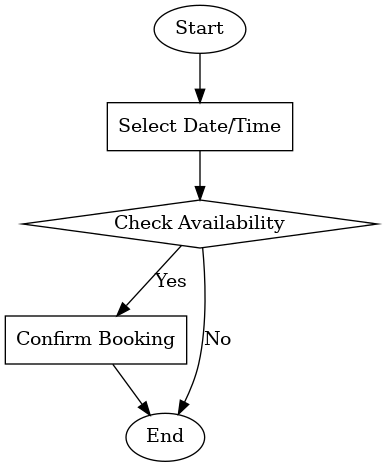 Start
Select Date/Time
Check Availability
Yes
Confirm Booking
No
End